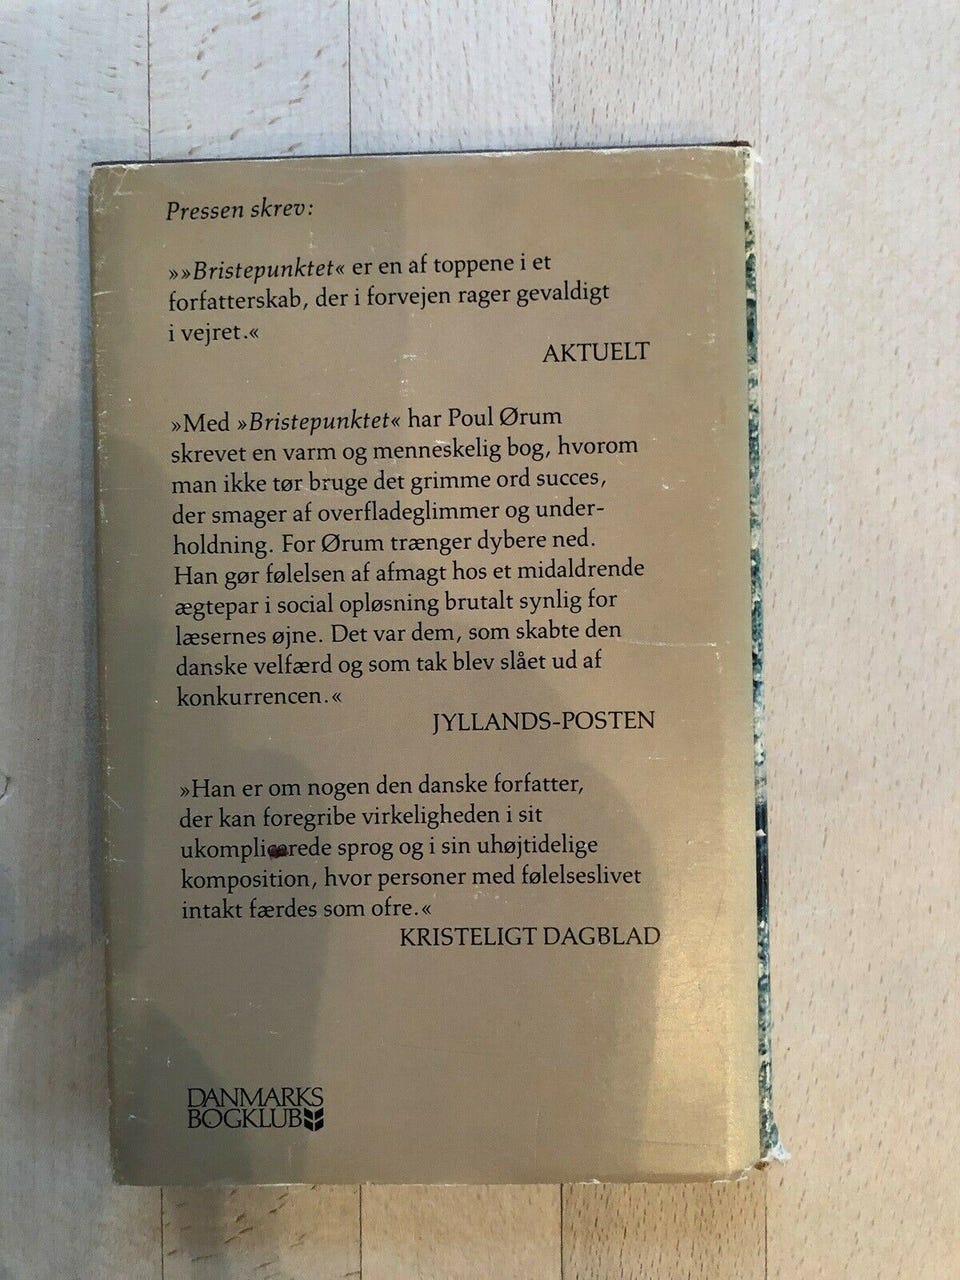 Pressen skrev:
»»Bristepunktet« er en af toppene i et
forfatterskab, der i forvejen rager gevaldigt
i vejret.«
AKTUELT
»Med »Bristepunktet« har Poul Ørum
skrevet en varm og menneskelig bog, hvorom
man ikke tør bruge det grimme ord succes,
der smager af overfladeglimmer og under-
holdning. For Ørum trænger dybere ned.
Han gør følelsen af afmagt hos et midaldrende
ægtepar i social opløsning brutalt synlig for
læsernes øjne. Det var dem, som skabte den
danske velfærd og som tak blev slået ud af
konkurrencen.«
JYLLANDS-POSTEN
»Han er om nogen den danske forfatter,
der kan foregribe virkeligheden i sit
ukomplicerede sprog og i sin uhøjtidelige
komposition, hvor personer med følelseslivet
intakt færdes som ofre.«
KRISTELIGT DAGBLAD
DANMARKS
BOGKLUB